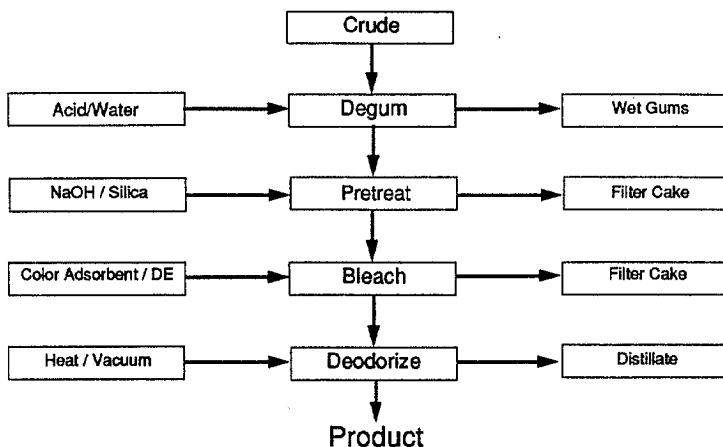 Crude
Acid/Water
Degum
Wet Gums
NaOH / Silica
Pretreat
Filter Cake
Color Adsorbent / DE
Bleach
Filter Cake
Heat / Vacuum
Deodorize
Distillate
Product